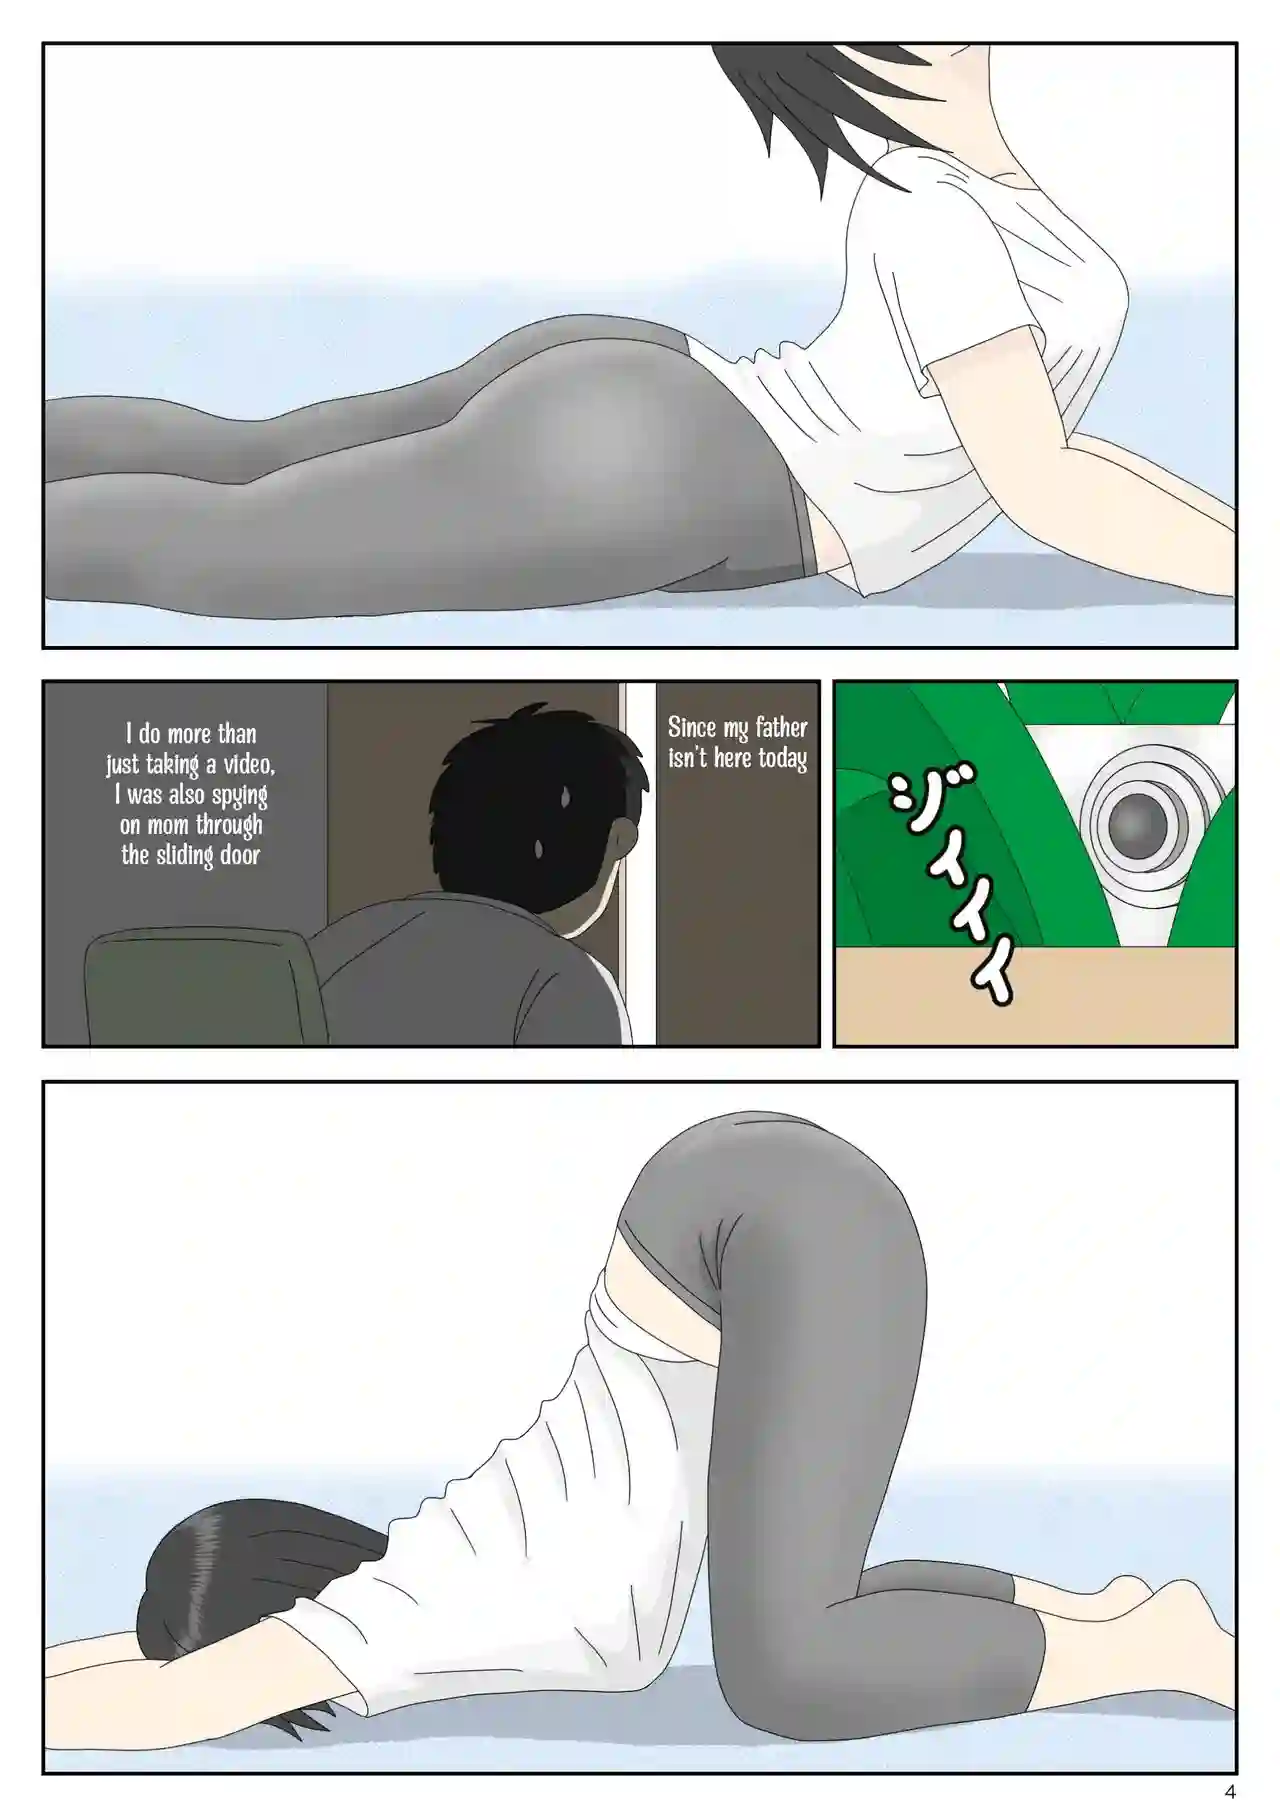 Since my father
isn't here today
I do more than
just taking a video,
I was also spying
on mom through
the sliding door
ジイイイ
4